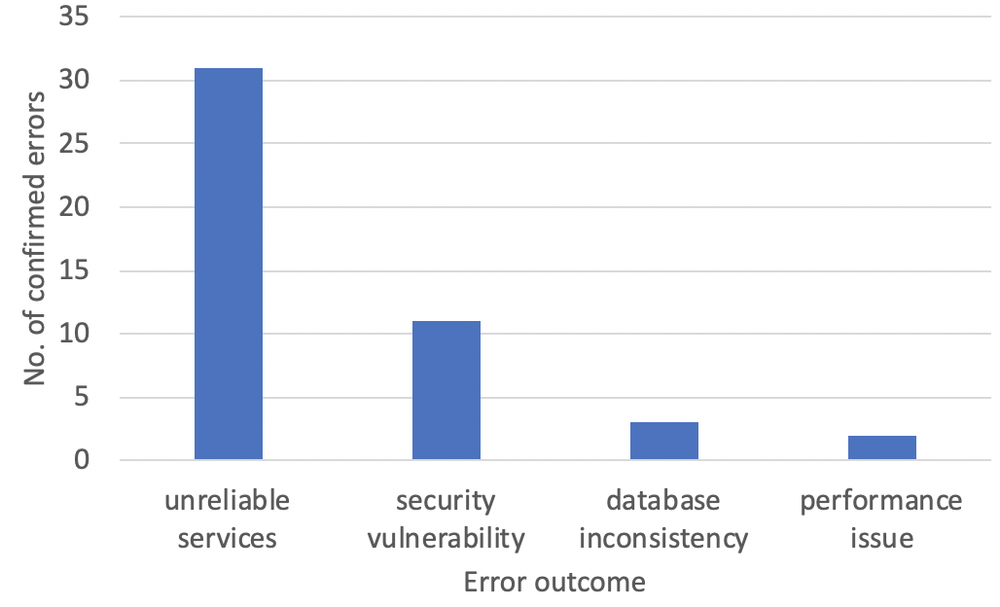 35
30
25
20
15
10
5
0
No. of confirmed errors
unreliable
services
security
vulnerability
database
inconsistency
performance
issue
Error outcome